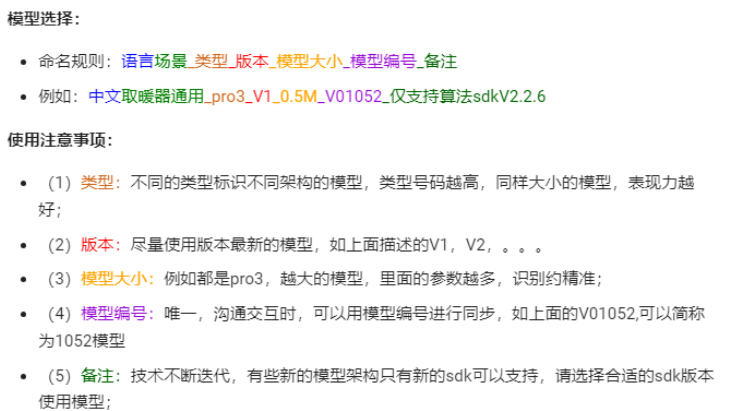 模型选择：
命名规则：语言场景_类型_版本_模型大小_模型编号_备注
例如：中文取暖器通用_pro3_V1_0.5M_V01052_仅支持算法sdkV2.2.6
使用注意事项：
（1）类型：不同的类型标识不同架构的模型，类型号码越高，同样大小的模型，表现力越
好；
（2）版本：尽量使用版本最新的模型，如上面描述的V1，V2，。。。
（3）模型大小：例如都是pro3，越大的模型，里面的参数越多，识别约精准；
（4）模型编号：唯一，沟通交互时，可以用模型编号进行同步，如上面的V01052,可以简称
为1052模型
（5）备注：技术不断迭代，有些新的模型架构只有新的sdk可以支持，请选择合适的sdk版本
使用模型；